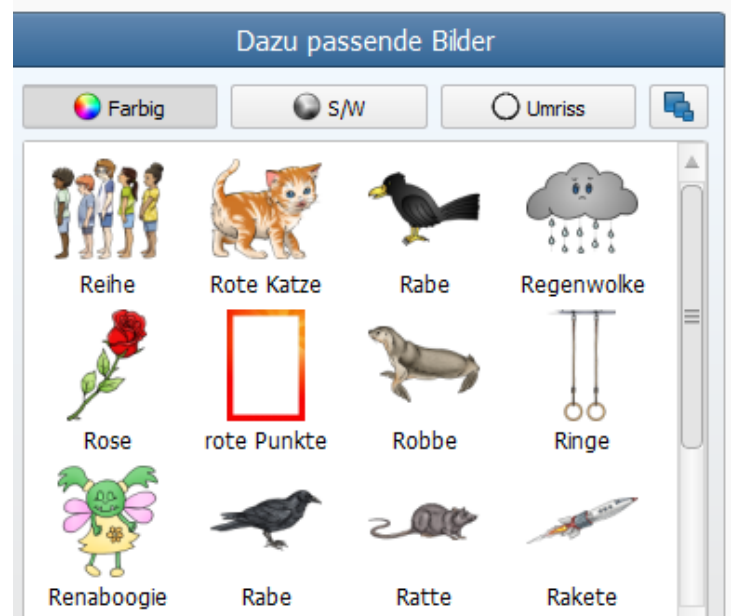 Dazu passende Bilder
Farbig S/W Umriss
Reihe Rote Katze Rabe Regenwolke
Rose rote Punkte Robbe Ringe
Renaboogie Rabe Ratte Rakete